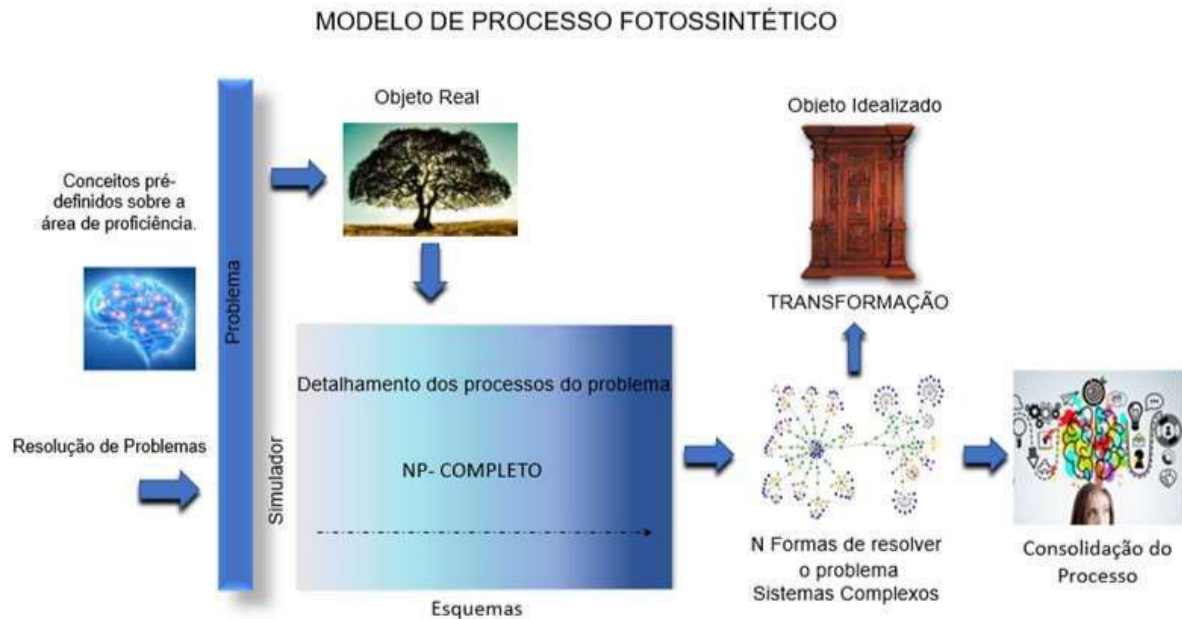 MODELO DE PROCESSO FOTOSSINTÉTICO
Objeto Real
Objeto Idealizado
Conceitos pré-
definidos sobre a
área de proficiência.
Problema
TRANSFORMAÇÃO
Detalhamento dos processos do problema
Resolução de Problemas
Simulador
NP- COMPLETO
N Formas de resolver
o problema
Sistemas Complexos
Consolidação do
Processo
Esquemas